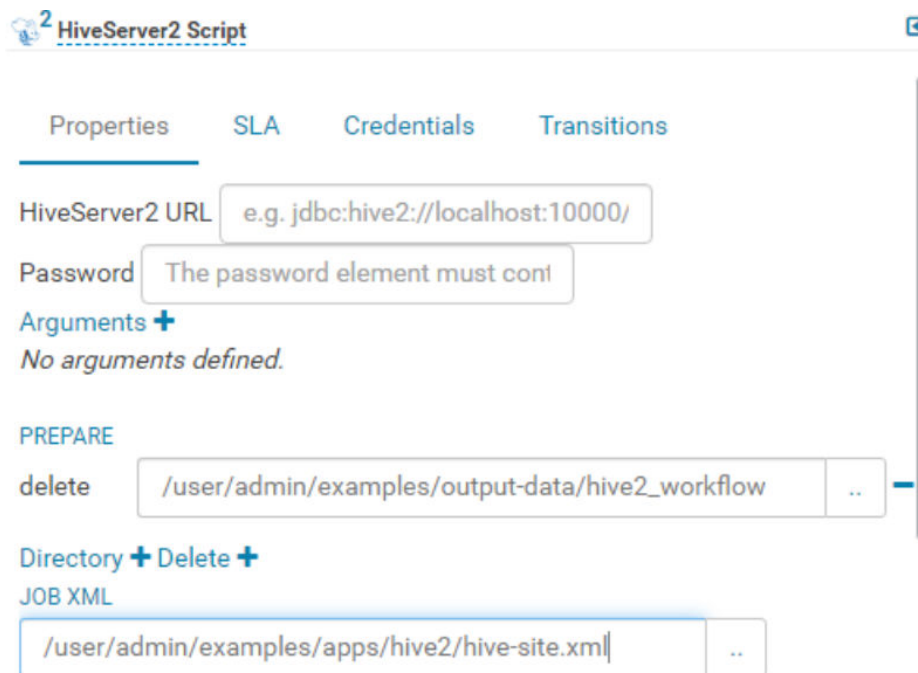 2 HiveServer2 Script
Properties SLA Credentials Transitions
HiveServer2 URL e.g. jdbc:hive2://localhost:10000/
Password The password element must cont
Arguments +
No arguments defined.
PREPARE
delete /user/admin/examples/output-data/hive2_workflow .. −
Directory + Delete +
JOB XML
/user/admin/examples/apps/hive2/hive-site.xml ..